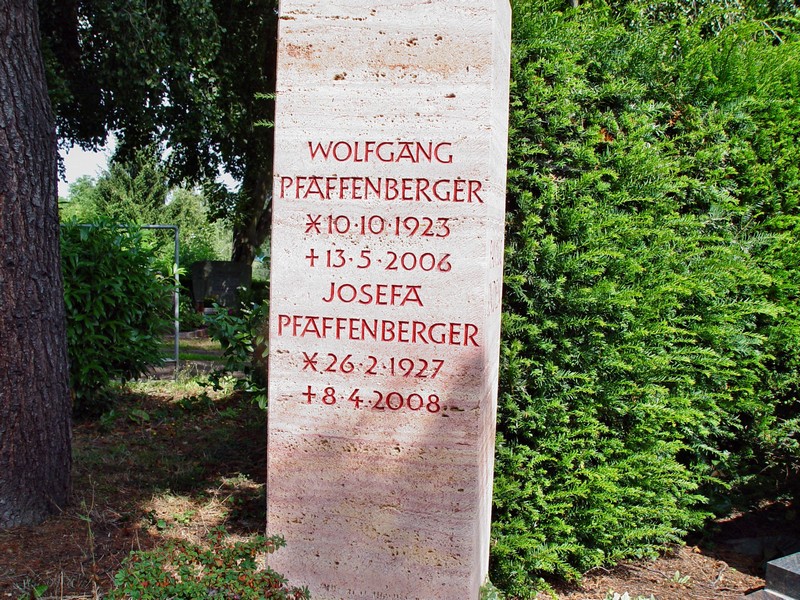 WOLFGANG
PFAFFENBERGER
*10·10·1923
†13·5·2006
JOSEFA
PFAFFENBERGER
*26·2·1927
†8·4·2008